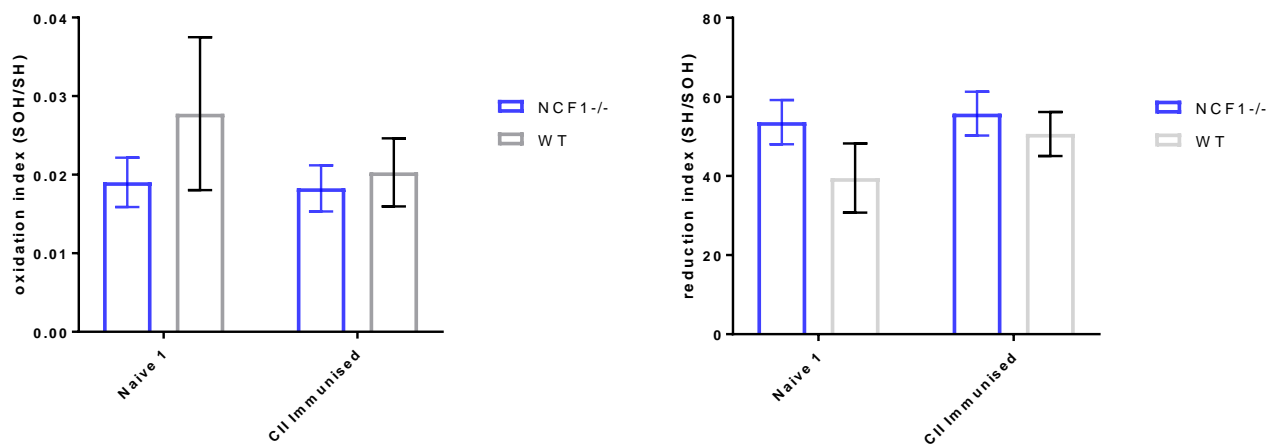 0.04
0.03
0.02
0.01
0.00
oxidation index (SOH/SH)
Naive 1
CII Immunised
NCF1-/-
WT
80
60
40
20
0
reduction index (SH/SOH)
Naive 1
CII Immunised
NCF1-/-
WT